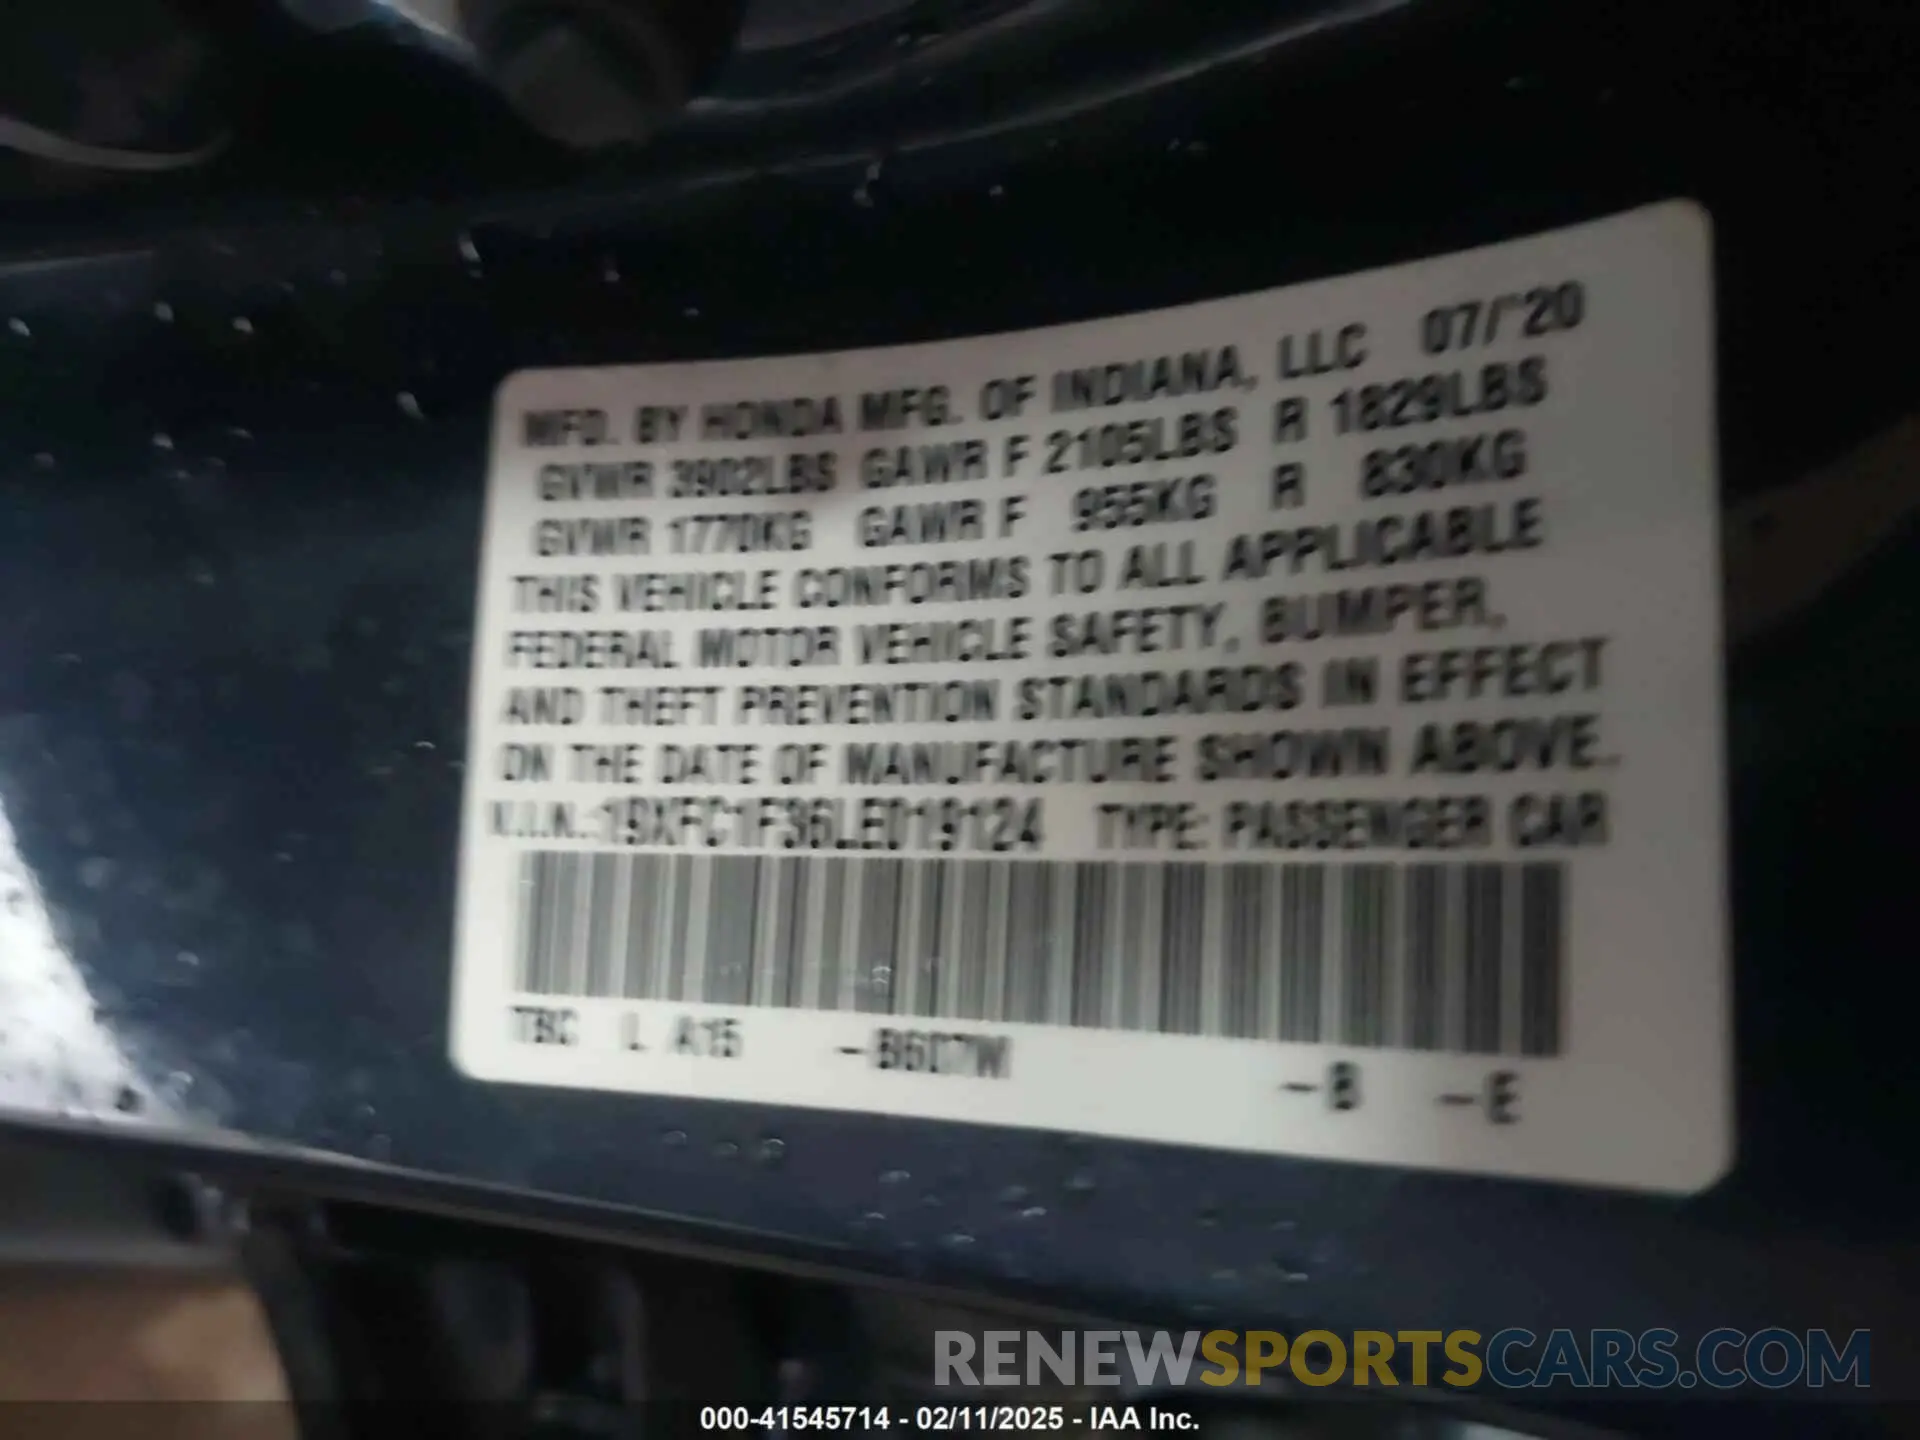 MFD. BY HONDA MFG. OF INDIANA, LLC 07/'20
GVWR 3902LBS GAWR F 2105LBS R 1829LBS
GVWR 1770KG GAWR F 955KG R 830KG
THIS VEHICLE CONFORMS TO ALL APPLICABLE
FEDERAL MOTOR VEHICLE SAFETY, BUMPER,
AND THEFT PREVENTION STANDARDS IN EFFECT
ON THE DATE OF MANUFACTURE SHOWN ABOVE.
V.I.N.:19XFC1F36LE019124 TYPE: PASSENGER CAR
TBC L A15 -B607W -B -E
RENEWSPORTSCARS.COM
000-41545714 - 02/11/2025 - IAA Inc.